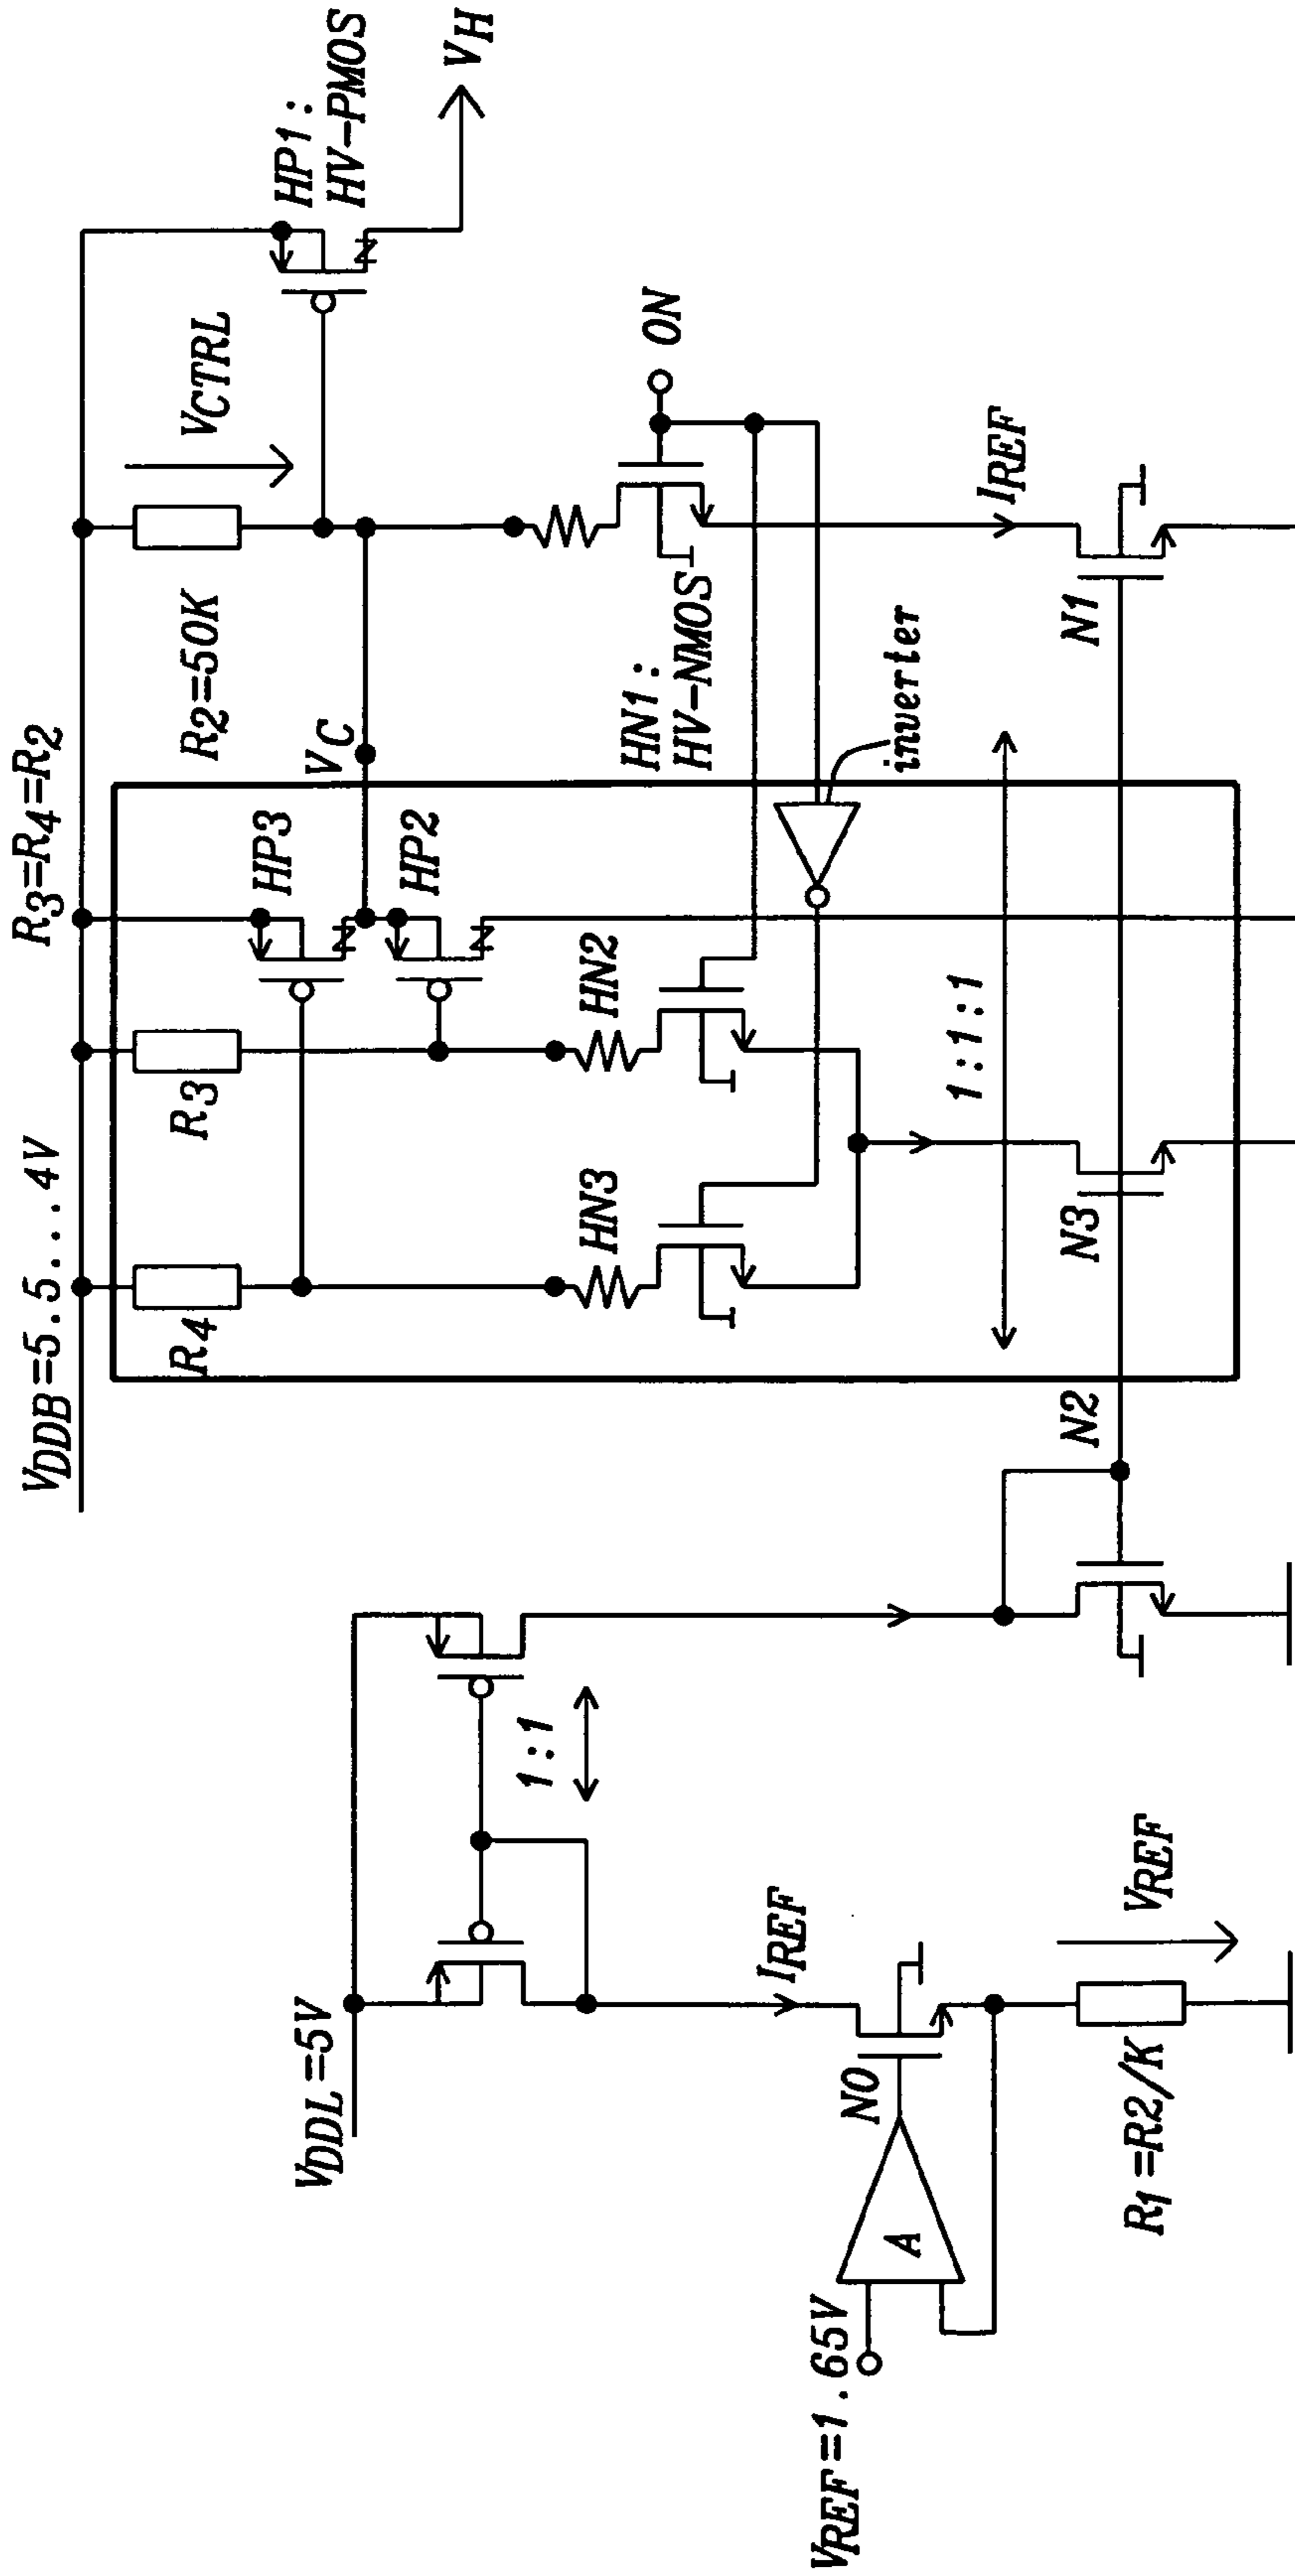 VDDB=5.5...4V
R3=R4=R2
VDDL=5V
R4
R3
HP3
HP2
VC
R2=50K
VCTRL
HP1:
HV-PMOS
VH
1:1
HN3
HN2
HN1:
HV-NMOS
ON
inverter
IREF
IREF
1:1:1
VREF=1.65V
A
N0
N2
N3
N1
R1=R2/K
VREF